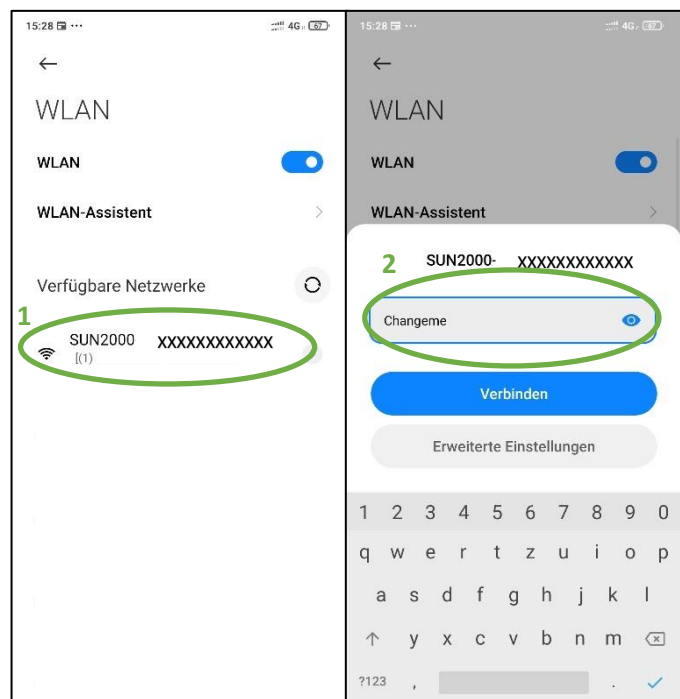 15:28 ...
4G 67
WLAN
WLAN
WLAN-Assistent
Verfügbare Netzwerke
1
SUN2000 XXXXXXXXXXXX
[(1)
15:28 ...
4G 67
WLAN
WLAN
WLAN-Assistent
2
SUN2000- XXXXXXXXXXXX
Changeme
Verbinden
Erweiterte Einstellungen
1 2 3 4 5 6 7 8 9 0
q w e r t z u i o p
a s d f g h j k l
y x c v b n m
?123 , .